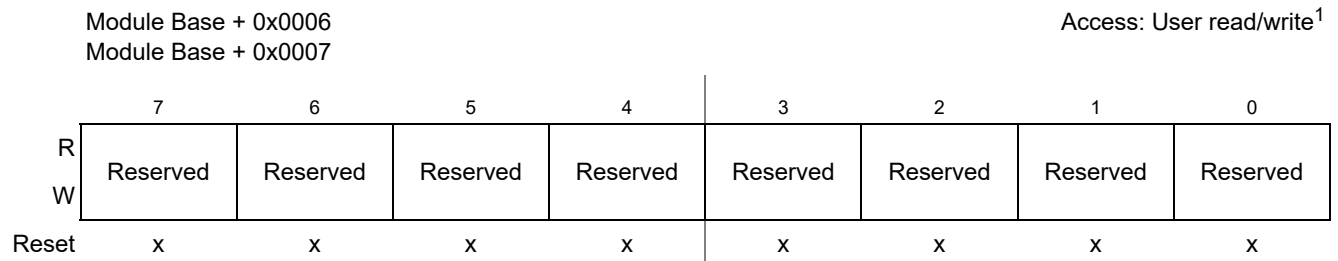 Module Base + 0x0006 Access: User read/write1
Module Base + 0x0007
7 6 5 4 3 2 1 0
R
Reserved Reserved Reserved Reserved Reserved Reserved Reserved Reserved
W
Reset x x x x x x x x